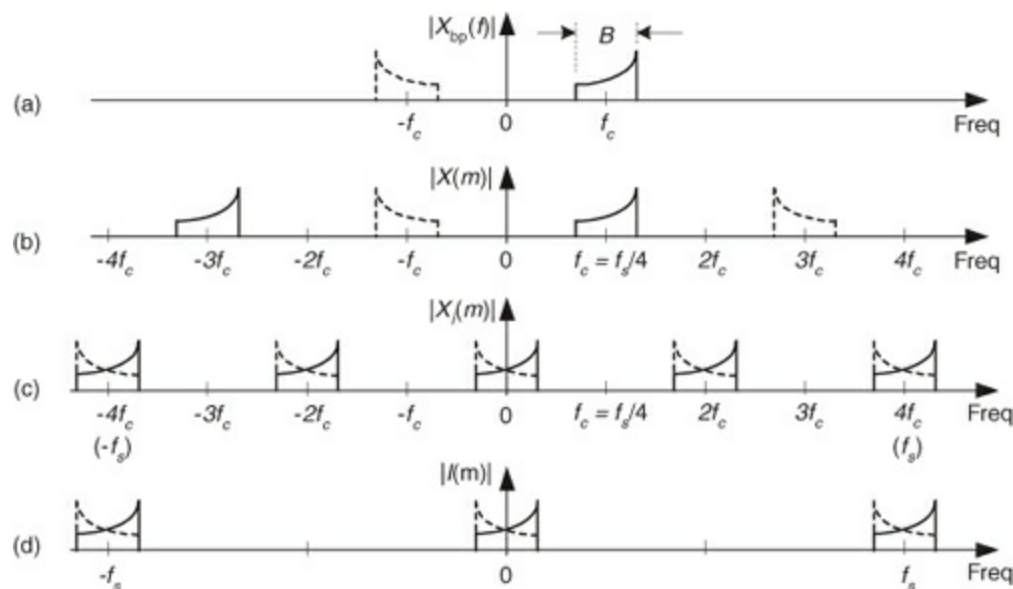 |X_bp(f)| B
(a)
-f_c 0 f_c Freq
|X(m)|
(b)
-4f_c -3f_c -2f_c -f_c 0 f_c = f_s/4 2f_c 3f_c 4f_c Freq
|X_i(m)|
(c)
-4f_c -3f_c -2f_c -f_c 0 f_c = f_s/4 2f_c 3f_c 4f_c Freq
(-f_s) (f_s)
|I(m)|
(d)
-f_s 0 f_s Freq